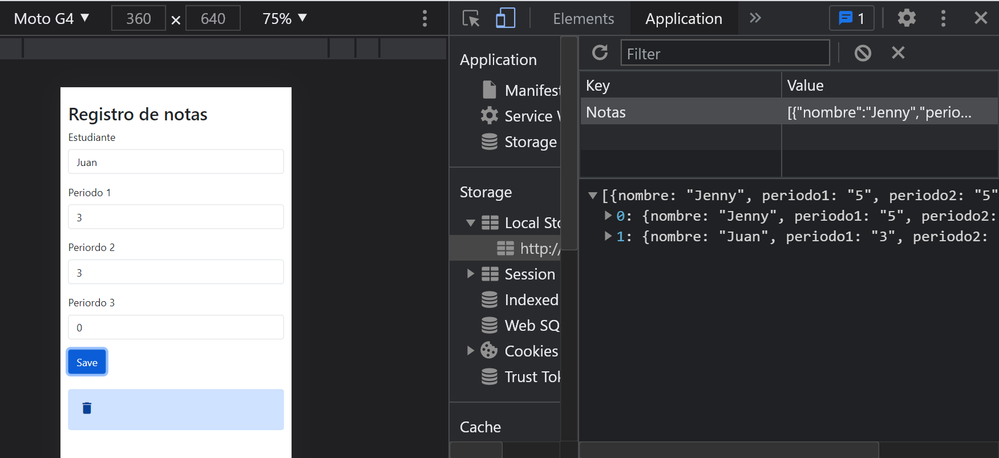 Moto G4 ▼ 360 × 640 75% ▼
Elements Application » 1
Registro de notas
Estudiante
Juan
Periodo 1
3
Periordo 2
3
Periordo 3
0
Save
Application
Manifest
Service W
Storage
Storage
Local Sto
http://
Session
Indexed
Web SQ
Cookies
Trust Tok
Cache
Filter
Key Value
Notas [{"nombre":"Jenny","perio...
▼[{nombre: "Jenny", periodo1: "5", periodo2: "5"
▶0: {nombre: "Jenny", periodo1: "5", periodo2:
▶1: {nombre: "Juan", periodo1: "3", periodo2: